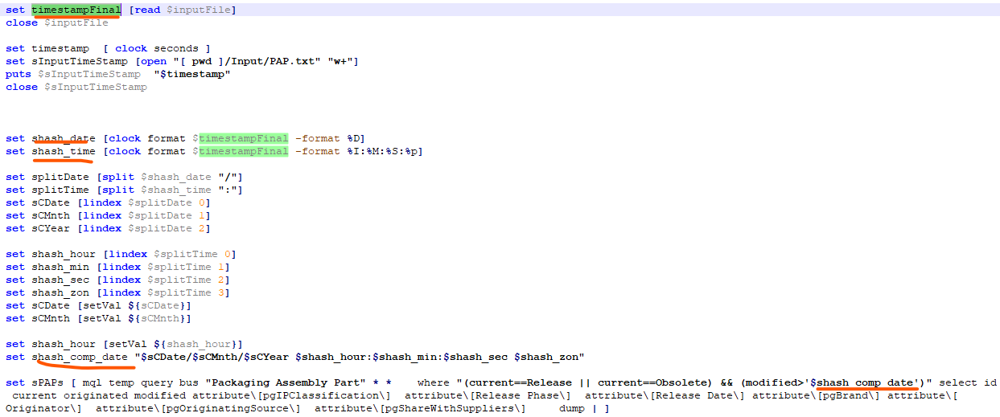 set timestampFinal [read $inputFile]
close $inputFile
set timestamp [ clock seconds ]
set sInputTimeStamp [open "[ pwd ]/Input/PAP.txt" "w+"]
puts $sInputTimeStamp "$timestamp"
close $sInputTimeStamp
set shash_date [clock format $timestampFinal -format %D]
set shash_time [clock format $timestampFinal -format %I:%M:%S:%p]
set splitDate [split $shash_date "/"]
set splitTime [split $shash_time ":"]
set sCDate [lindex $splitDate 0]
set sCMnth [lindex $splitDate 1]
set sCYear [lindex $splitDate 2]
set shash_hour [lindex $splitTime 0]
set shash_min [lindex $splitTime 1]
set shash_sec [lindex $splitTime 2]
set shash_zon [lindex $splitTime 3]
set sCDate [setVal ${sCDate}]
set sCMnth [setVal ${sCMnth}]
set shash_hour [setVal ${shash_hour}]
set shash_comp_date "$sCDate/$sCMnth/$sCYear $shash_hour:$shash_min:$shash_sec $shash_zon"
set sPAPs [ mql temp query bus "Packaging Assembly Part" * * where "(current==Release || current==Obsolete) && (modified>'$shash_comp_date')" select id
current originated modified attribute\[pgIPClassification\] attribute\[Release Phase\] attribute\[Release Date\] attribute\[pgBrand\] attribute\[
Originator\] attribute\[pgOriginatingSource\] attribute\[pgShareWithSuppliers\] dump | ]